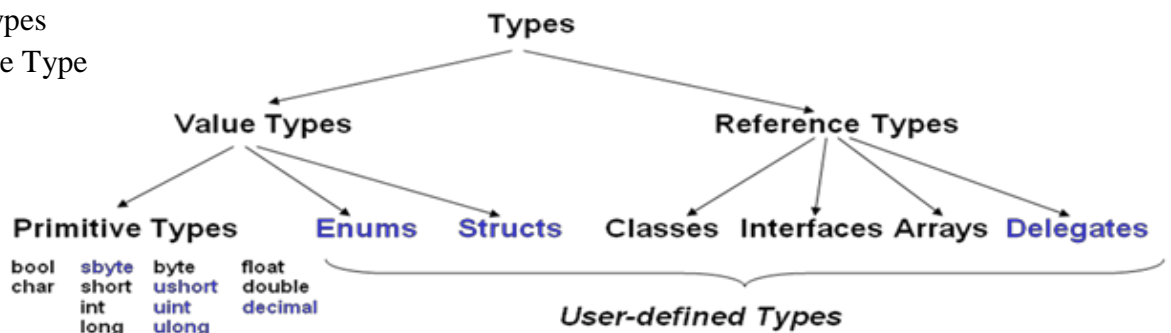 ypes
e Type
Types
Value Types Reference Types
Primitive Types Enums Structs Classes Interfaces Arrays Delegates
bool sbyte byte float
char short ushort double
int uint decimal
long ulong
User-defined Types